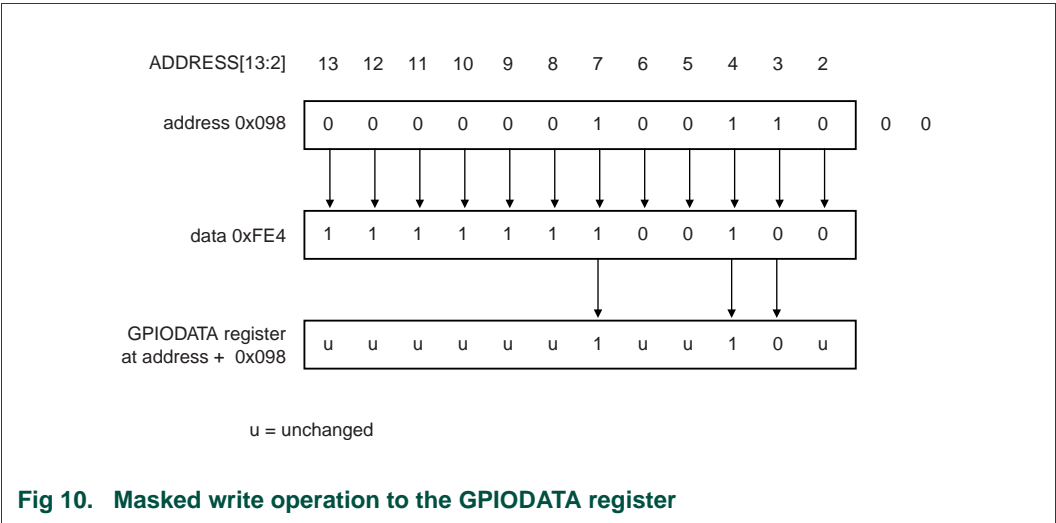 ADDRESS[13:2] 13 12 11 10 9 8 7 6 5 4 3 2
address 0x098 0 0 0 0 0 0 1 0 0 1 1 0 0 0
data 0xFE4 1 1 1 1 1 1 1 0 0 1 0 0
GPIODATA register
at address + 0x098
u u u u u u 1 u u 1 0 u
u = unchanged
Fig 10. Masked write operation to the GPIODATA register